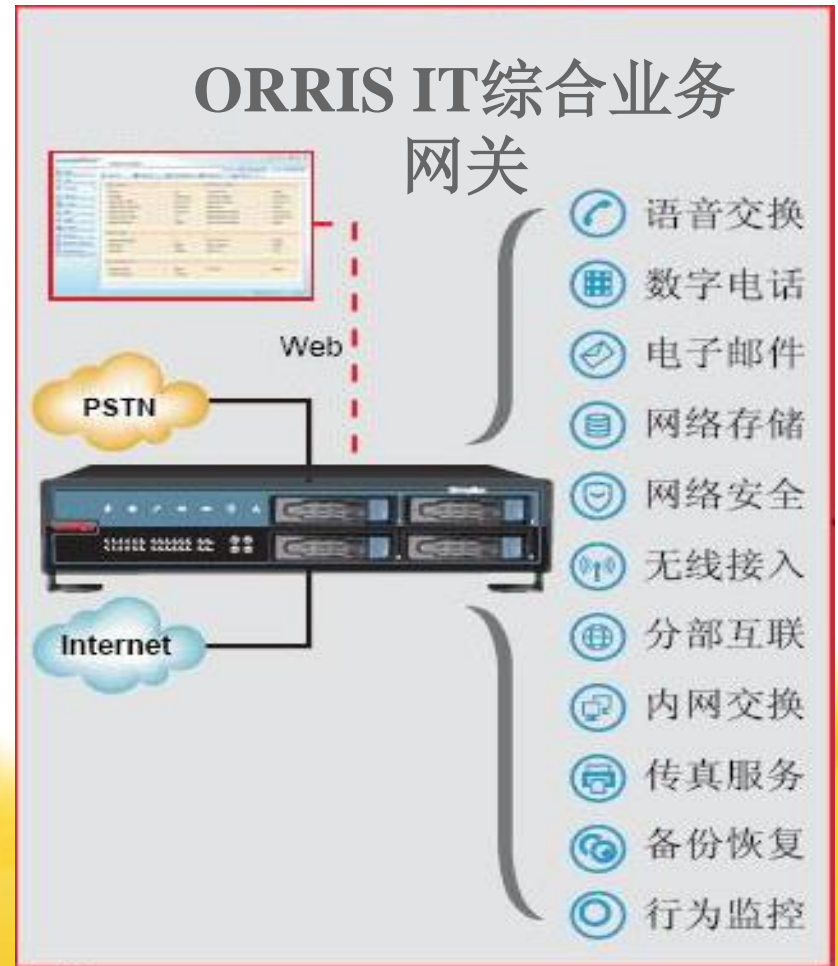 ORRIS IT综合业务
网关
Web
PSTN
Internet
语音交换
数字电话
电子邮件
网络存储
网络安全
无线接入
分部互联
内网交换
传真服务
备份恢复
行为监控